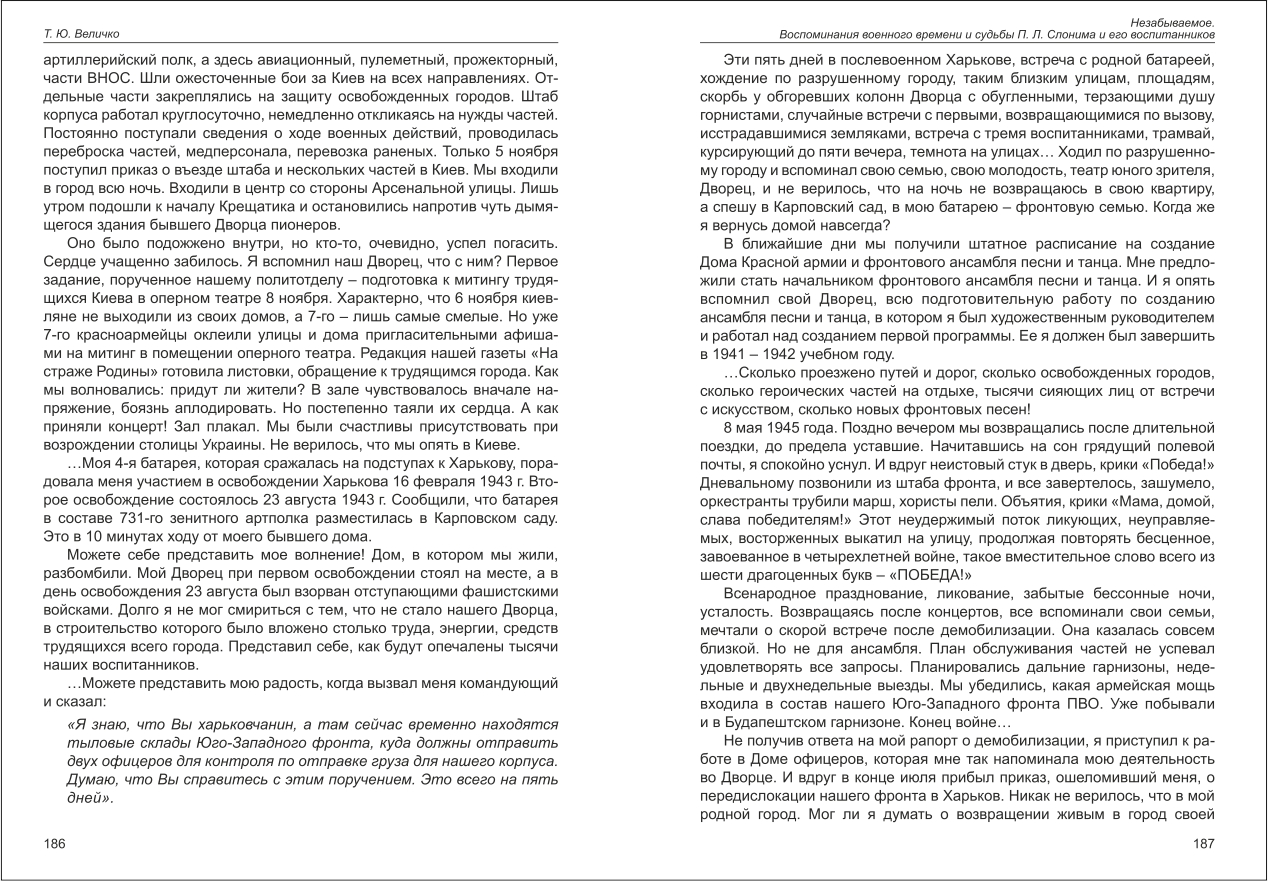 Т. Ю. Величко
артиллерийский полк, а здесь авиационный, пулеметный, прожекторный,
части ВНОС. Шли ожесточенные бои за Киев на всех направлениях. От-
дельные части закреплялись на защиту освобожденных городов. Штаб
корпуса работал круглосуточно, немедленно откликаясь на нужды частей.
Постоянно поступали сведения о ходе военных действий, проводилась
переброска частей, медперсонала, перевозка раненых. Только 5 ноября
поступил приказ о въезде штаба и нескольких частей в Киев. Мы входили
в город всю ночь. Входили в центр со стороны Арсенальной улицы. Лишь
утром подошли к началу Крещатика и остановились напротив чуть дымя-
щегося здания бывшего Дворца пионеров.
Оно было подожжено внутри, но кто-то, очевидно, успел погасить.
Сердце учащенно забилось. Я вспомнил наш Дворец, что с ним? Первое
задание, порученное нашему политотделу – подготовка к митингу трудя-
щихся Киева в оперном театре 8 ноября. Характерно, что 6 ноября киев-
ляне не выходили из своих домов, а 7-го – лишь самые смелые. Но уже
7-го красноармейцы оклеили улицы и дома пригласительными афиша-
ми на митинг в помещении оперного театра. Редакция нашей газеты «На
страже Родины» готовила листовки, обращение к трудящимся города. Как
мы волновались: придут ли жители? В зале чувствовалось вначале на-
пряжение, боязнь аплодировать. Но постепенно таяли их сердца. А как
приняли концерт! Зал плакал. Мы были счастливы присутствовать при
возрождении столицы Украины. Не верилось, что мы опять в Киеве.
…Моя 4-я батарея, которая сражалась на подступах к Харькову, пора-
довала меня участием в освобождении Харькова 16 февраля 1943 г. Вто-
рое освобождение состоялось 23 августа 1943 г. Сообщили, что батарея
в составе 731-го зенитного артполка разместилась в Карповском саду.
Это в 10 минутах ходу от моего бывшего дома.
Можете себе представить мое волнение! Дом, в котором мы жили,
разбомбили. Мой Дворец при первом освобождении стоял на месте, а в
день освобождения 23 августа был взорван отступающими фашистскими
войсками. Долго я не мог смириться с тем, что не стало нашего Дворца,
в строительство которого было вложено столько труда, энергии, средств
трудящихся всего города. Представил себе, как будут опечалены тысячи
наших воспитанников.
…Можете представить мою радость, когда вызвал меня командующий
и сказал:
«Я знаю, что Вы харьковчанин, а там сейчас временно находятся
тыловые склады Юго-Западного фронта, куда должны отправить
двух офицеров для контроля по отправке груза для нашего корпуса.
Думаю, что Вы справитесь с этим поручением. Это всего на пять
дней».
186
Незабываемое.
Воспоминания военного времени и судьбы П. Л. Слонима и его воспитанников
Эти пять дней в послевоенном Харькове, встреча с родной батареей,
хождение по разрушенному городу, таким близким улицам, площадям,
скорбь у обгоревших колонн Дворца с обугленными, терзающими душу
горнистами, случайные встречи с первыми, возвращающимися по вызову,
исстрадавшимися земляками, встреча с тремя воспитанниками, трамвай,
курсирующий до пяти вечера, темнота на улицах… Ходил по разрушенно-
му городу и вспоминал свою семью, свою молодость, театр юного зрителя,
Дворец, и не верилось, что на ночь не возвращаюсь в свою квартиру,
а спешу в Карповский сад, в мою батарею – фронтовую семью. Когда же
я вернусь домой навсегда?
В ближайшие дни мы получили штатное расписание на создание
Дома Красной армии и фронтового ансамбля песни и танца. Мне предло-
жили стать начальником фронтового ансамбля песни и танца. И я опять
вспомнил свой Дворец, всю подготовительную работу по созданию
ансамбля песни и танца, в котором я был художественным руководителем
и работал над созданием первой программы. Ее я должен был завершить
в 1941 – 1942 учебном году.
…Сколько проезжено путей и дорог, сколько освобожденных городов,
сколько героических частей на отдыхе, тысячи сияющих лиц от встречи
с искусством, сколько новых фронтовых песен!
8 мая 1945 года. Поздно вечером мы возвращались после длительной
поездки, до предела уставшие. Начитавшись на сон грядущий полевой
почты, я спокойно уснул. И вдруг неистовый стук в дверь, крики «Победа!»
Дневальному позвонили из штаба фронта, и все завертелось, зашумело,
оркестранты трубили марш, хористы пели. Объятия, крики «Мама, домой,
слава победителям!» Этот неудержимый поток ликующих, неуправляе-
мых, восторженных выкатил на улицу, продолжая повторять бесценное,
завоеванное в четырехлетней войне, такое вместительное слово всего из
шести драгоценных букв – «ПОБЕДА!»
Всенародное празднование, ликование, забытые бессонные ночи,
усталость. Возвращаясь после концертов, все вспоминали свои семьи,
мечтали о скорой встрече после демобилизации. Она казалась совсем
близкой. Но не для ансамбля. План обслуживания частей не успевал
удовлетворять все запросы. Планировались дальние гарнизоны, неде-
льные и двухнедельные выезды. Мы убедились, какая армейская мощь
входила в состав нашего Юго-Западного фронта ПВО. Уже побывали
и в Будапештском гарнизоне. Конец войне…
Не получив ответа на мой рапорт о демобилизации, я приступил к ра-
боте в Доме офицеров, которая мне так напоминала мою деятельность
во Дворце. И вдруг в конце июля прибыл приказ, ошеломивший меня, о
передислокации нашего фронта в Харьков. Никак не верилось, что в мой
родной город. Мог ли я думать о возвращении живым в город своей
187